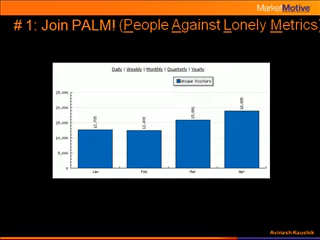 MarketMotive
# 1: Join PALM! (People Against Lonely Metrics)
Daily | Weekly | Monthly | Quarterly | Yearly
Unique Visitors
25,000
20,000
15,000
10,000
5,000
0
Jan
Feb
Mar
Apr
Avinash Kaushik